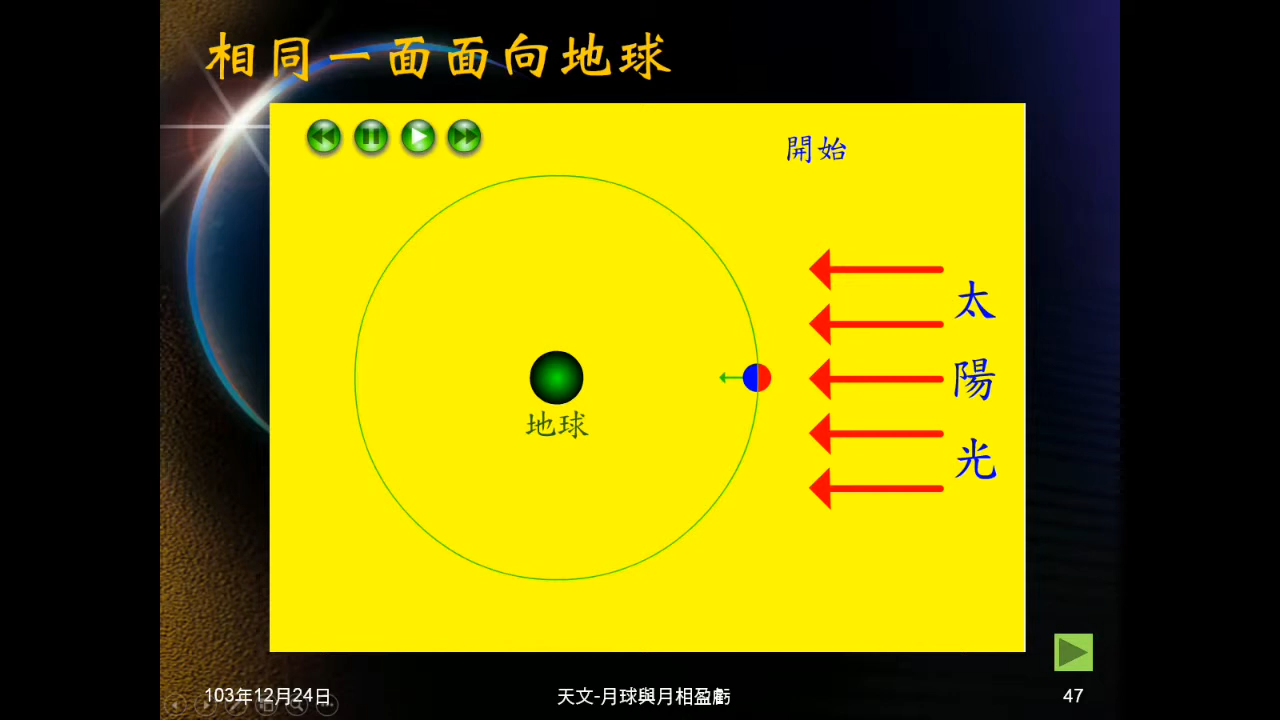 相同一面面向地球
開始
太
陽
光
地球
103年12月24日
天文-月球與月相盈虧
47